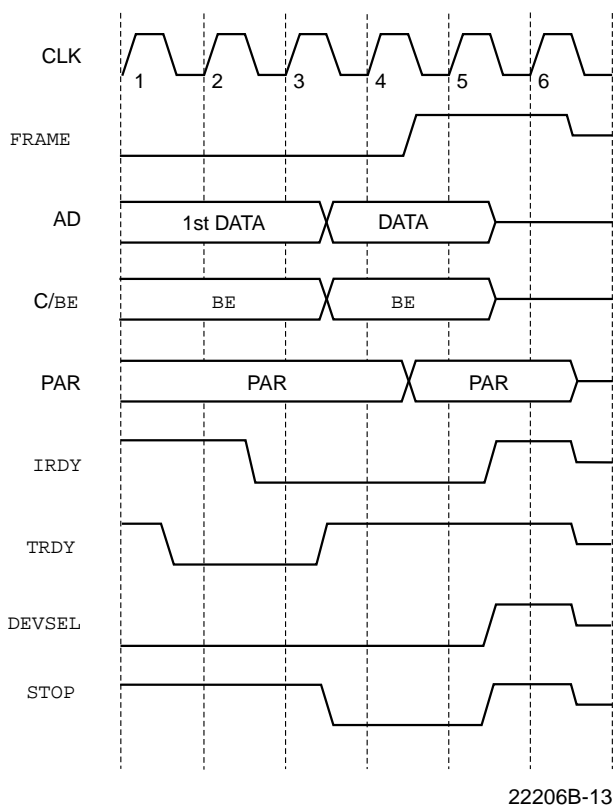 CLK
1 2 3 4 5 6
FRAME
AD 1st DATA DATA
C/BE BE BE
PAR PAR PAR
IRDY
TRDY
DEVSEL
STOP
22206B-13